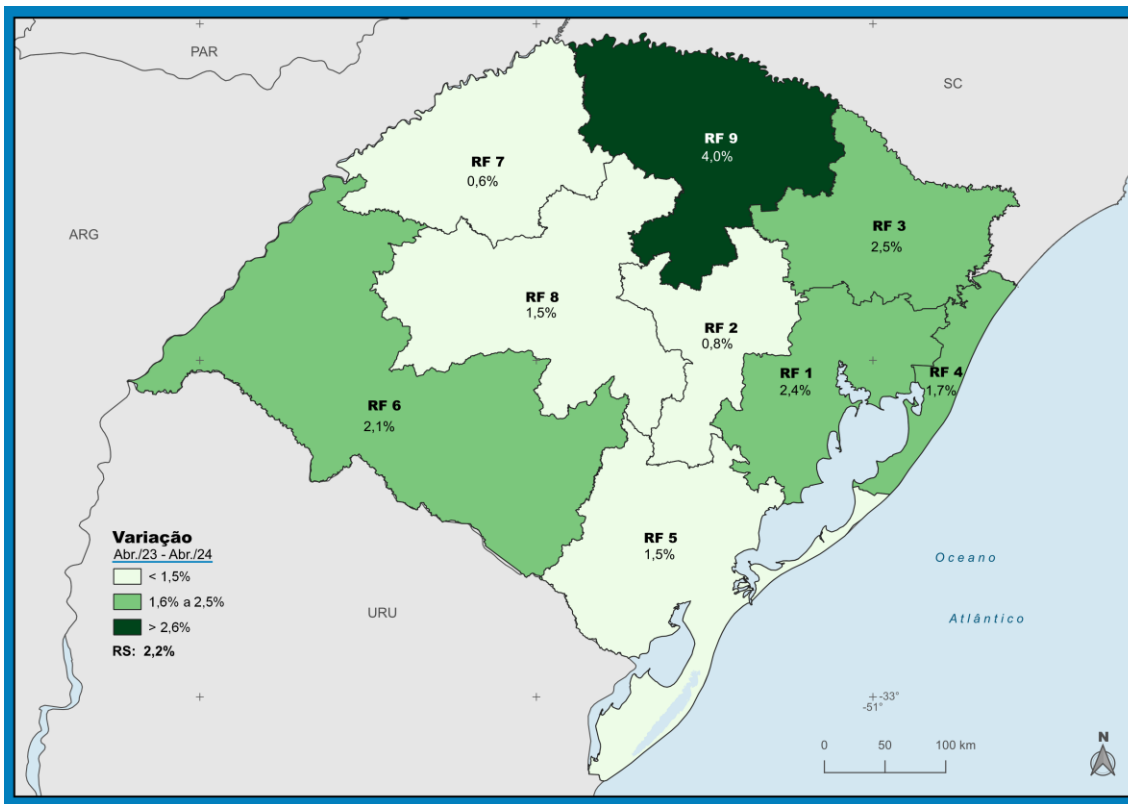 PAR
SC
RF 9
4,0%
RF 7
0,6%
ARG
RF 3
2,5%
RF 8
1,5%
RF 2
0,8%
RF 1
2,4%
RF 4
1,7%
RF 6
2,1%
RF 5
1,5%
Variação
Abr./23 - Abr./24
< 1,5%
1,6% a 2,5%
> 2,6%
RS: 2,2%
URU
Oceano
Atlântico
-33°
-51°
0 50 100 km
N